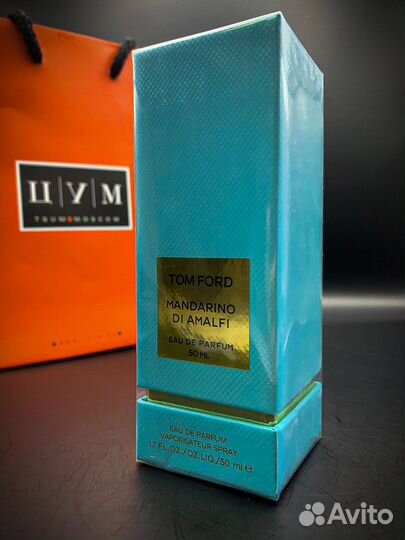 Ц|У|М
TSUM MOSCOW
TOM FORD
MANDARINO
DI AMALFI
EAU DE PARFUM
50 ML
EAU DE PARFUM
VAPORISATEUR SPRAY
1.7 FL.OZ./OZ.LIQ./50 ml e
Avito